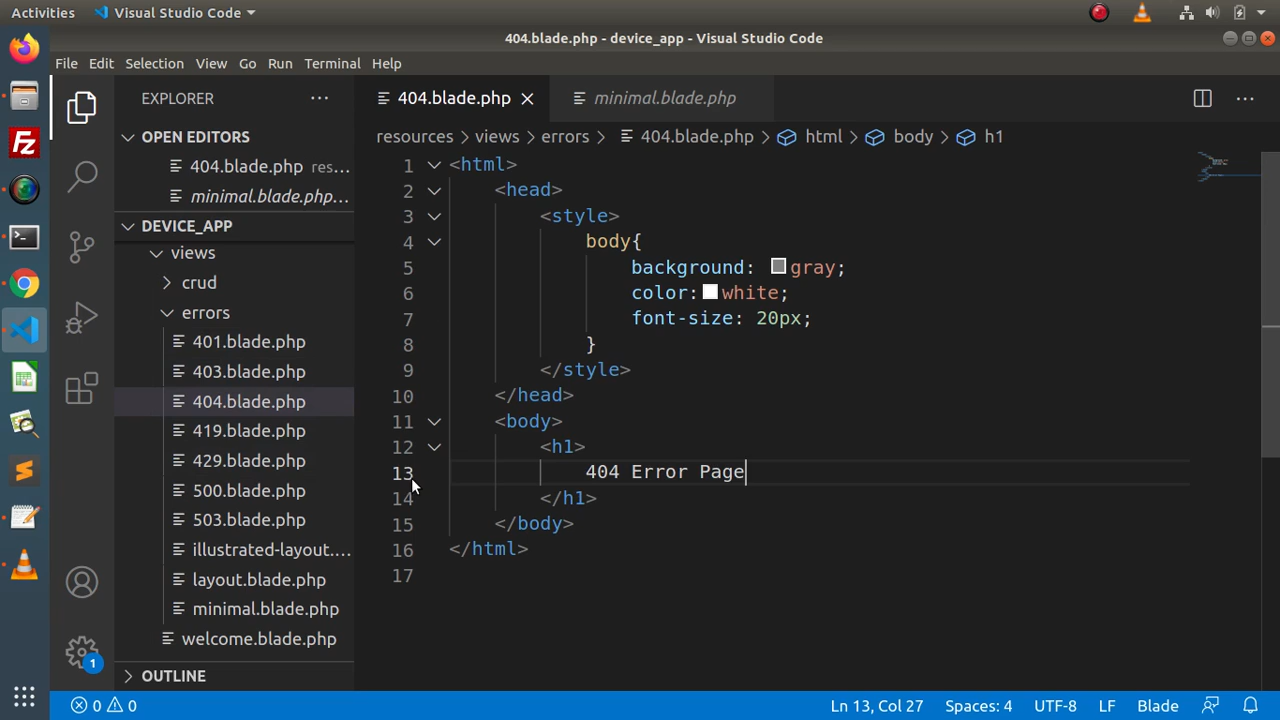 Activities
Visual Studio Code
404.blade.php - device_app - Visual Studio Code
File Edit Selection View Go Run Terminal Help
EXPLORER
404.blade.php
minimal.blade.php
OPEN EDITORS
404.blade.php res...
minimal.blade.php...
DEVICE_APP
views
crud
errors
401.blade.php
403.blade.php
404.blade.php
419.blade.php
429.blade.php
500.blade.php
503.blade.php
illustrated-layout....
layout.blade.php
minimal.blade.php
welcome.blade.php
OUTLINE
resources > views > errors > 404.blade.php > html > body > h1
1 <html>
2 <head>
3 <style>
4 body{
5 background: gray;
6 color: white;
7 font-size: 20px;
8 }
9 </style>
10 </head>
11 <body>
12 <h1>
13 404 Error Page
14 </h1>
15 </body>
16 </html>
17
1
0 0
Ln 13, Col 27 Spaces: 4 UTF-8 LF Blade